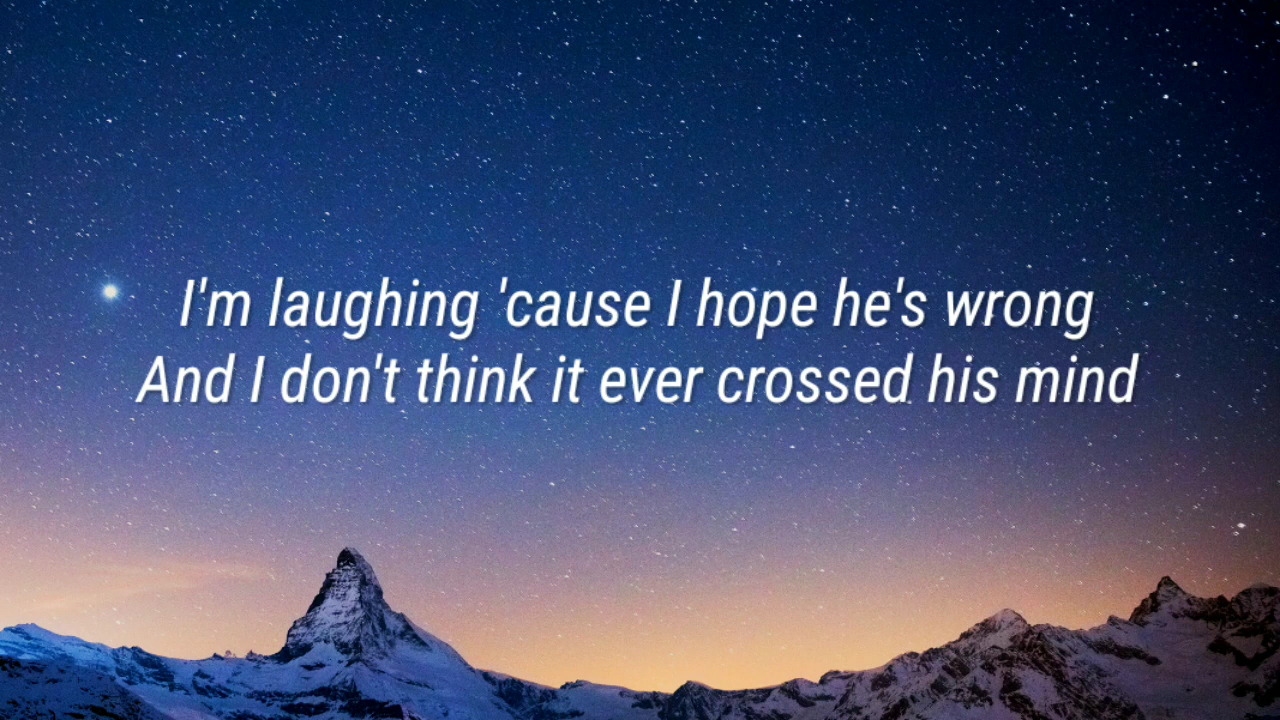 I'm laughing 'cause I hope he's wrong
And I don't think it ever crossed his mind